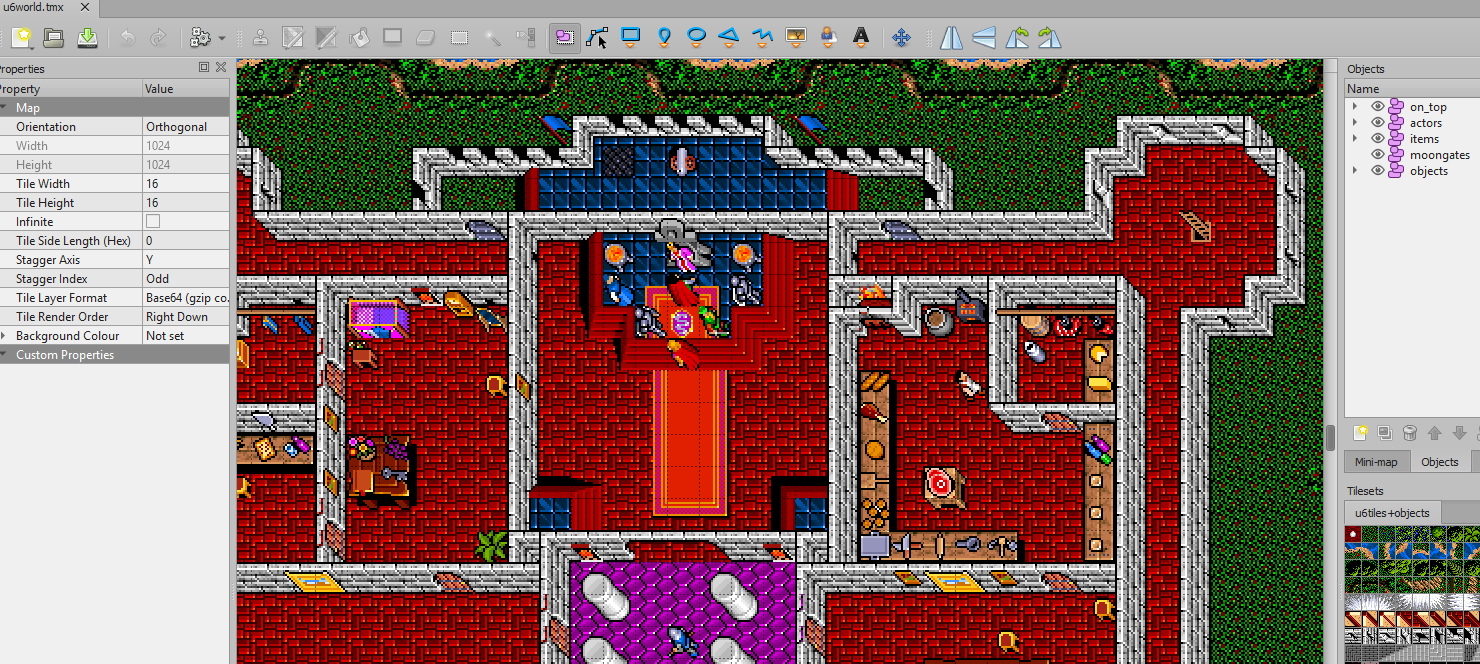 u6world.tmx
Properties
Property Value
Map
Orientation Orthogonal
Width 1024
Height 1024
Tile Width 16
Tile Height 16
Infinite
Tile Side Length (Hex) 0
Stagger Axis Y
Stagger Index Odd
Tile Layer Format Base64 (gzip co.
Tile Render Order Right Down
Background Colour Not set
Custom Properties
A
Objects
Name
on_top
actors
items
moongates
objects
Mini-map Objects
Tilesets
u6tiles+objects